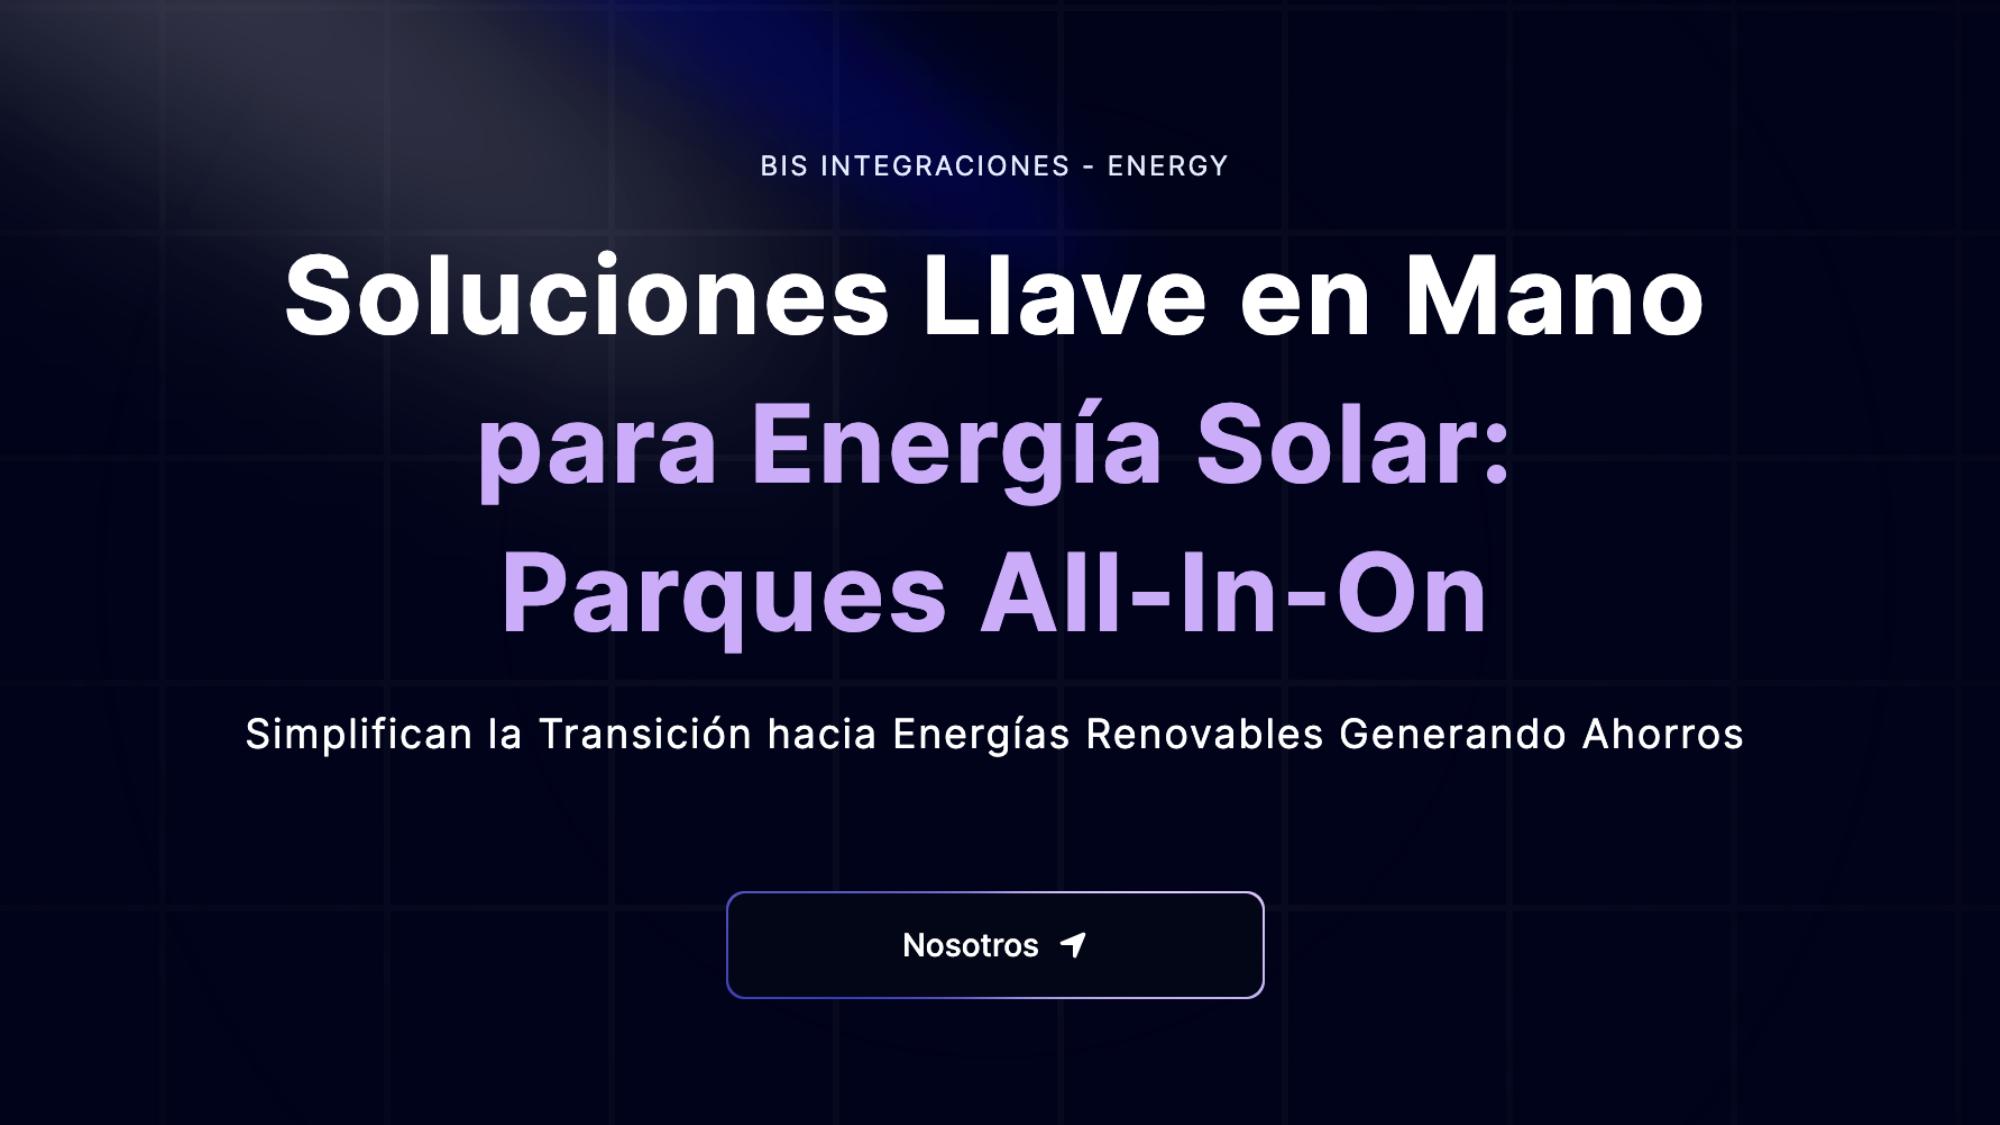 BIS INTEGRACIONES - ENERGY
Soluciones Llave en Mano
para Energía Solar:
Parques All-In-On
Simplifican la Transición hacia Energías Renovables Generando Ahorros
Nosotros